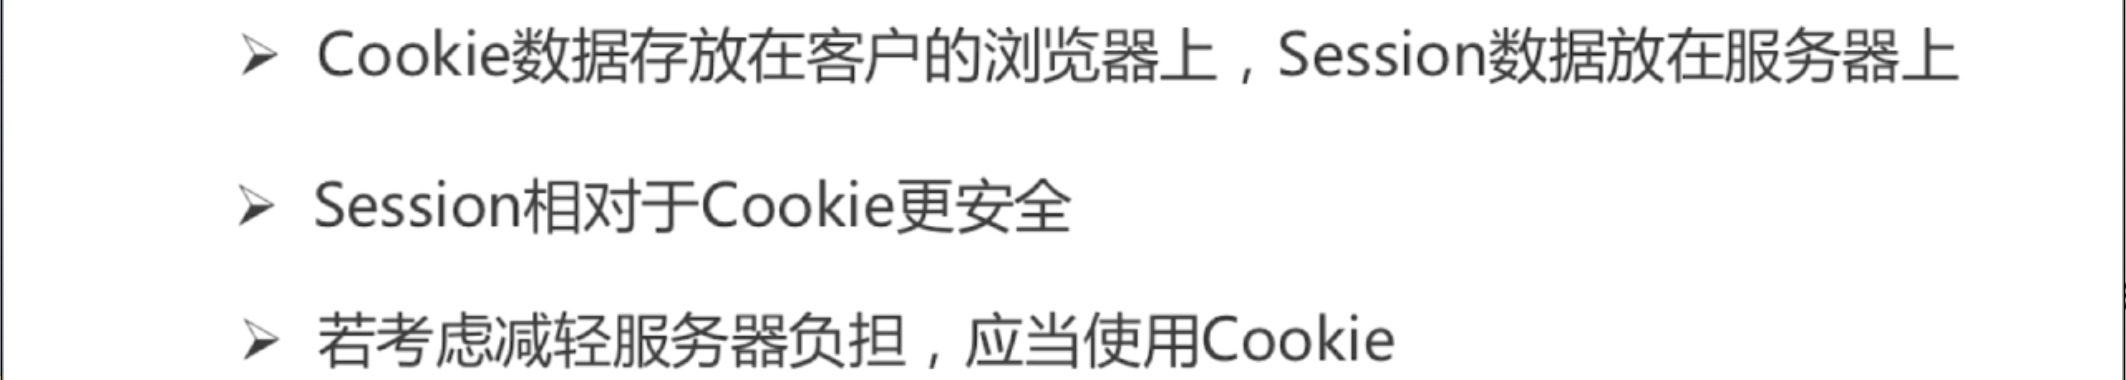 ➢ Cookie数据存放在客户的浏览器上，Session数据放在服务器上
➢ Session相对于Cookie更安全
➢ 若考虑减轻服务器负担，应当使用Cookie